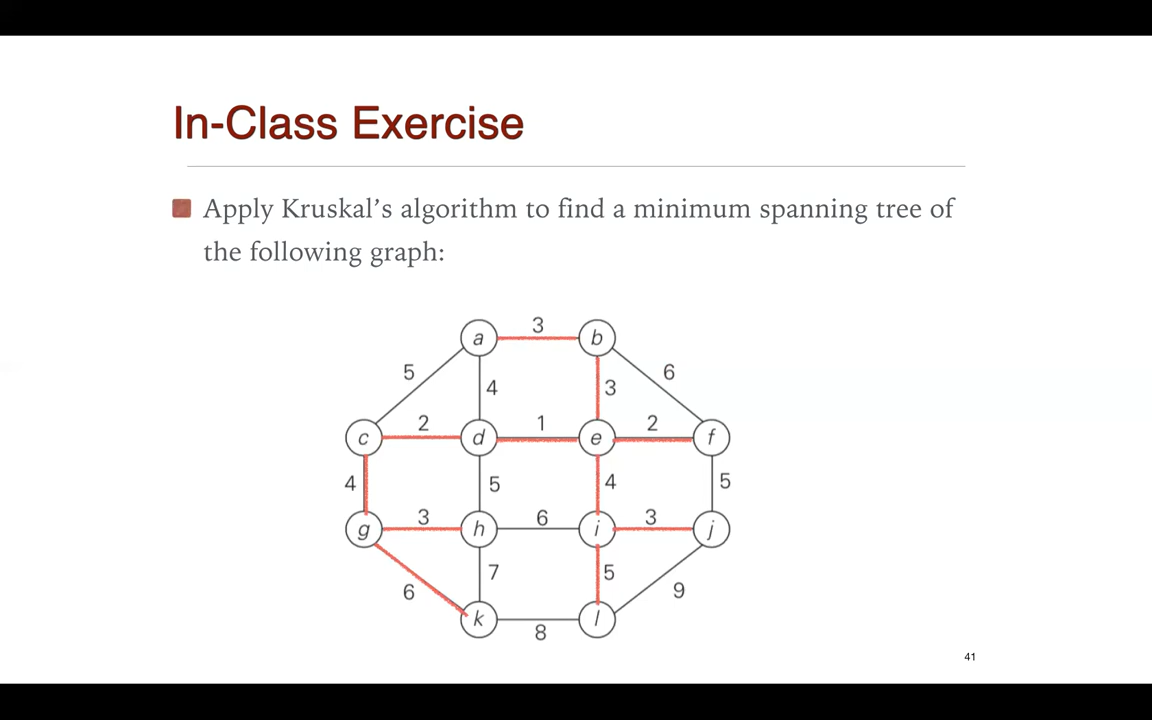 In-Class Exercise
Apply Kruskal’s algorithm to find a minimum spanning tree of
the following graph:
3
a b
5 4 3 6
2 1 2
c d e f
4 5 4 5
3 6 3
g h i j
6 7 5 9
k l
8
41